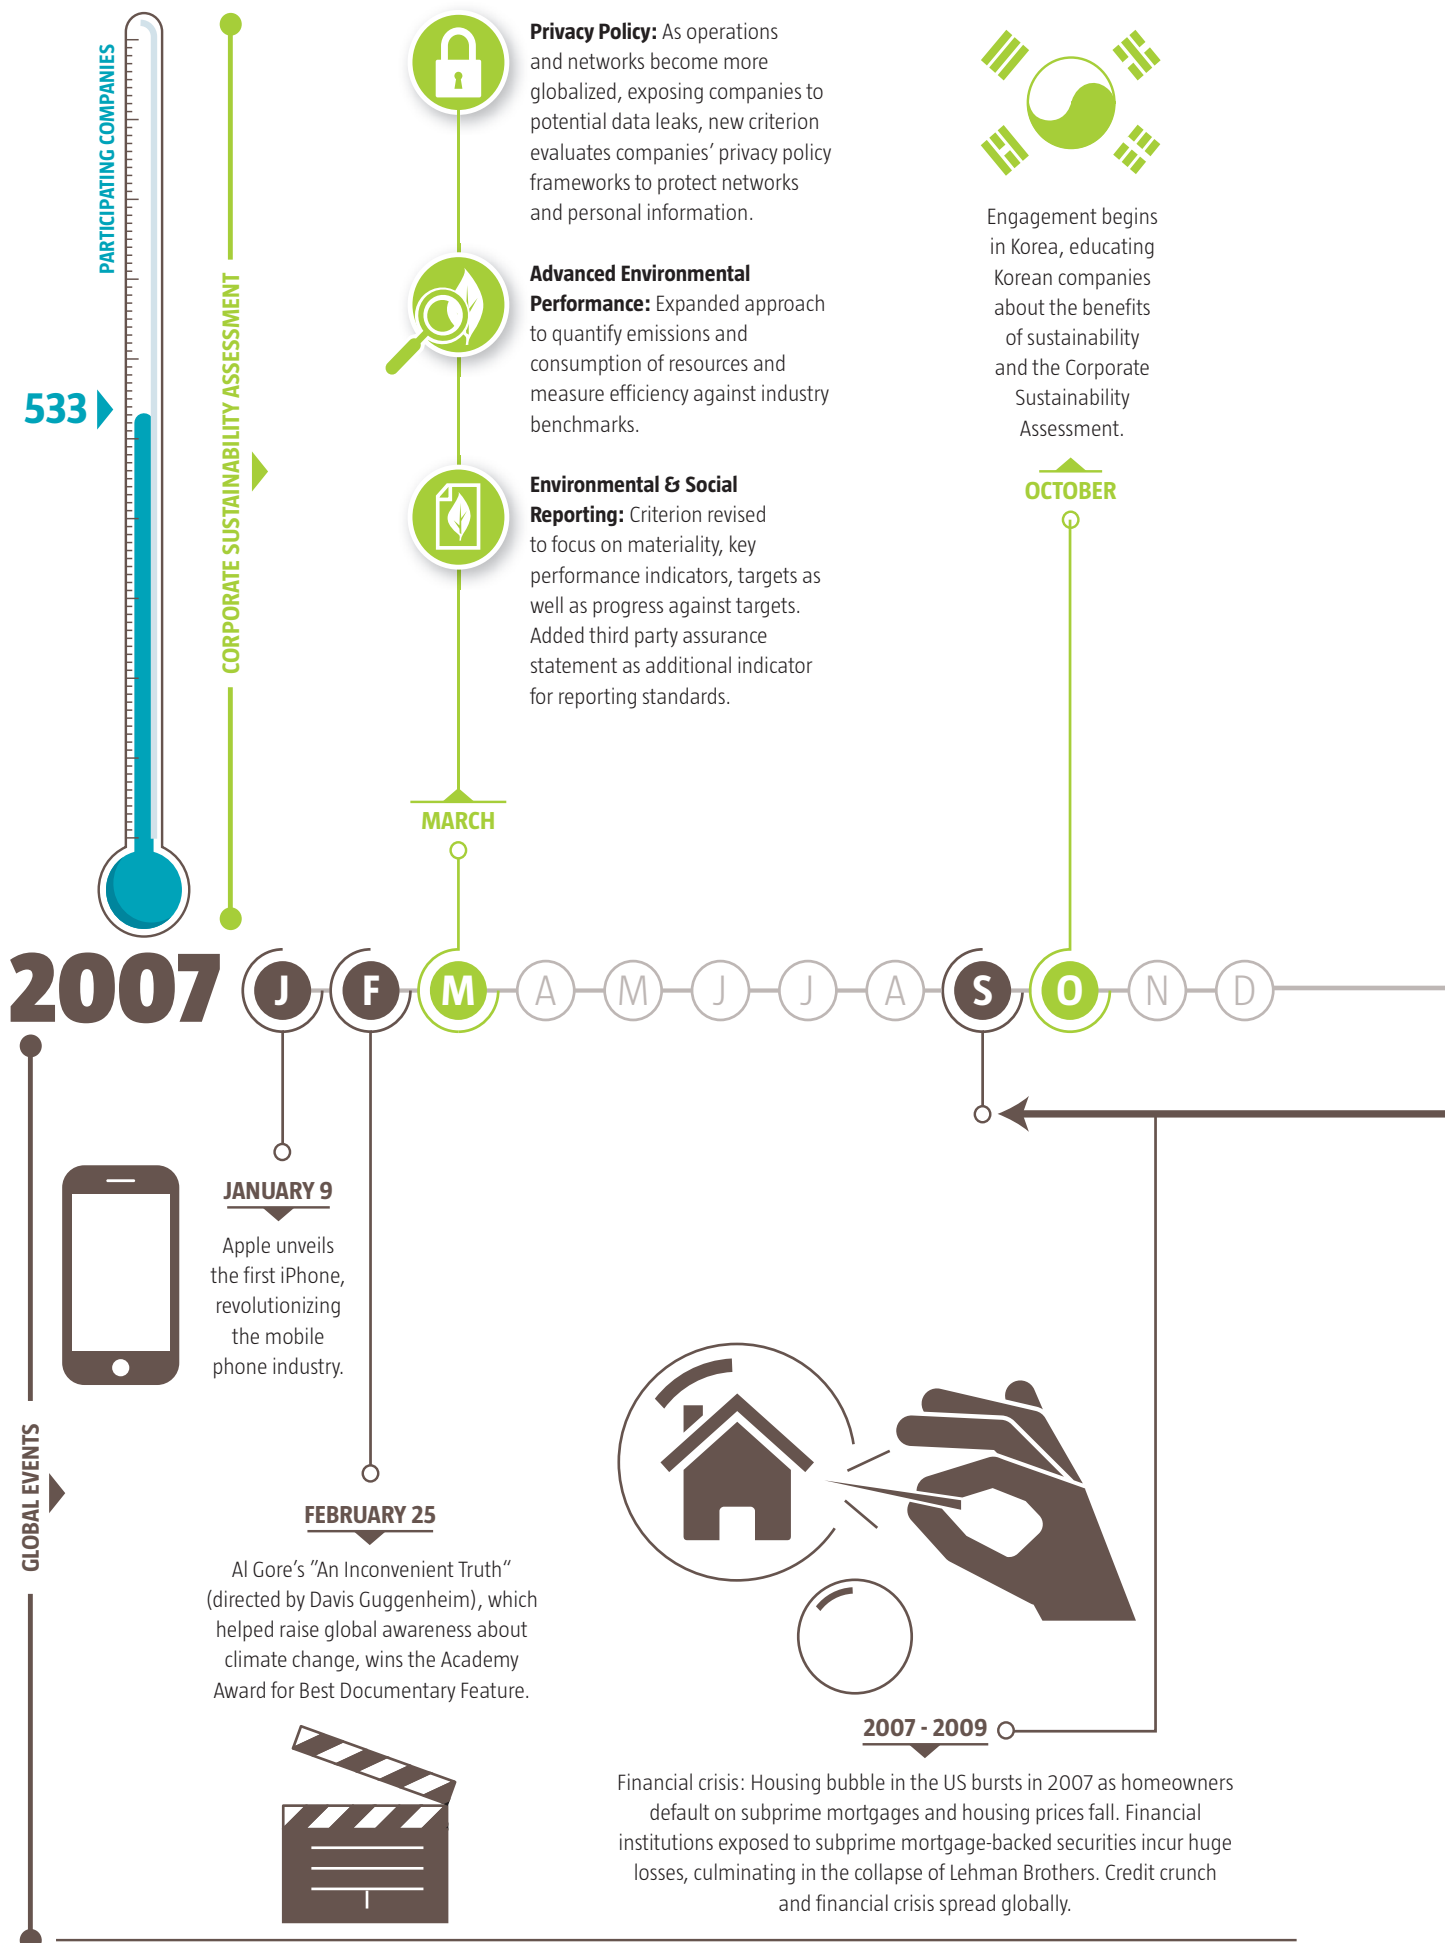 PARTICIPATING COMPANIES
533
CORPORATE SUSTAINABILITY ASSESSMENT
Privacy Policy: As operations
and networks become more
globalized, exposing companies to
potential data leaks, new criterion
evaluates companies’ privacy policy
frameworks to protect networks
and personal information.
Advanced Environmental
Performance: Expanded approach
to quantify emissions and
consumption of resources and
measure efficiency against industry
benchmarks.
Environmental & Social
Reporting: Criterion revised
to focus on materiality, key
performance indicators, targets as
well as progress against targets.
Added third party assurance
statement as additional indicator
for reporting standards.
MARCH
Engagement begins
in Korea, educating
Korean companies
about the benefits
of sustainability
and the Corporate
Sustainability
Assessment.
OCTOBER
2007 J F M A M J J A S O N D
GLOBAL EVENTS
JANUARY 9
Apple unveils
the first iPhone,
revolutionizing
the mobile
phone industry.
FEBRUARY 25
Al Gore’s “An Inconvenient Truth“
(directed by Davis Guggenheim), which
helped raise global awareness about
climate change, wins the Academy
Award for Best Documentary Feature.
2007 - 2009
Financial crisis: Housing bubble in the US bursts in 2007 as homeowners
default on subprime mortgages and housing prices fall. Financial
institutions exposed to subprime mortgage-backed securities incur huge
losses, culminating in the collapse of Lehman Brothers. Credit crunch
and financial crisis spread globally.